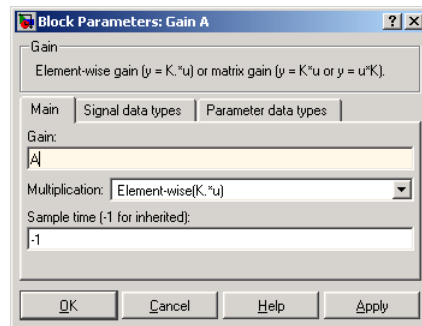 Block Parameters: Gain A
Gain
Element-wise gain (y = K.*u) or matrix gain (y = K*u or y = u*K).
Main Signal data types Parameter data types
Gain:
A
Multiplication: Element-wise(K.*u)
Sample time (-1 for inherited):
-1
OK Cancel Help Apply